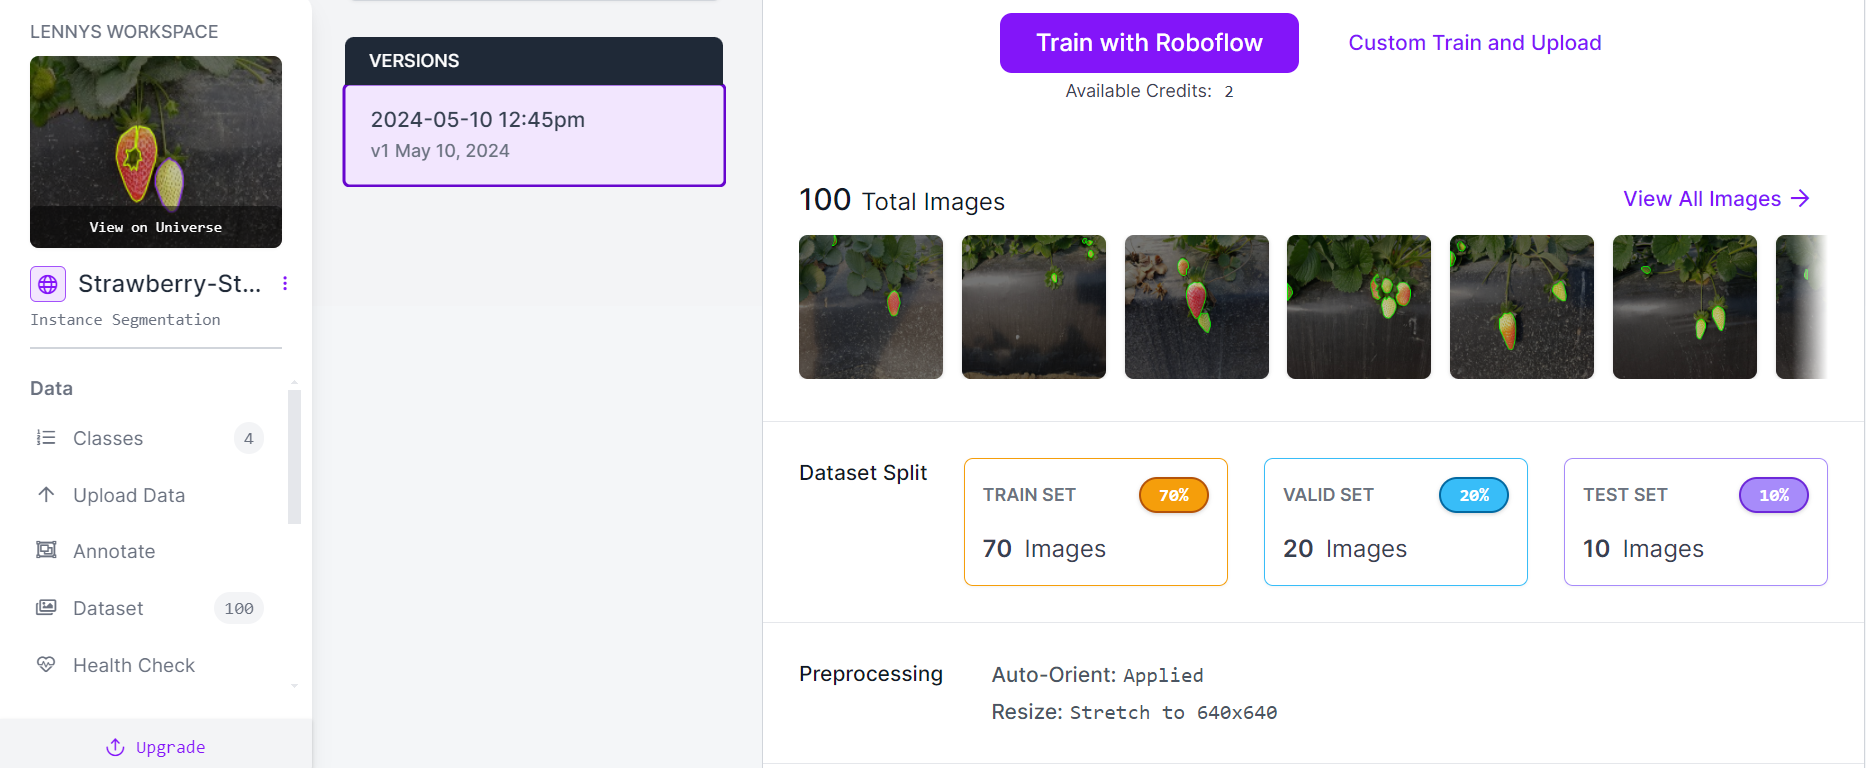 LENNYS WORKSPACE
View on Universe
Strawberry-St...
Instance Segmentation
Data
Classes 4
Upload Data
Annotate
Dataset 100
Health Check
Upgrade
VERSIONS
2024-05-10 12:45pm
v1 May 10, 2024
Train with Roboflow
Custom Train and Upload
Available Credits: 2
100 Total Images
View All Images
Dataset Split
TRAIN SET 70%
70 Images
VALID SET 20%
20 Images
TEST SET 10%
10 Images
Preprocessing
Auto-Orient: Applied
Resize: Stretch to 640x640